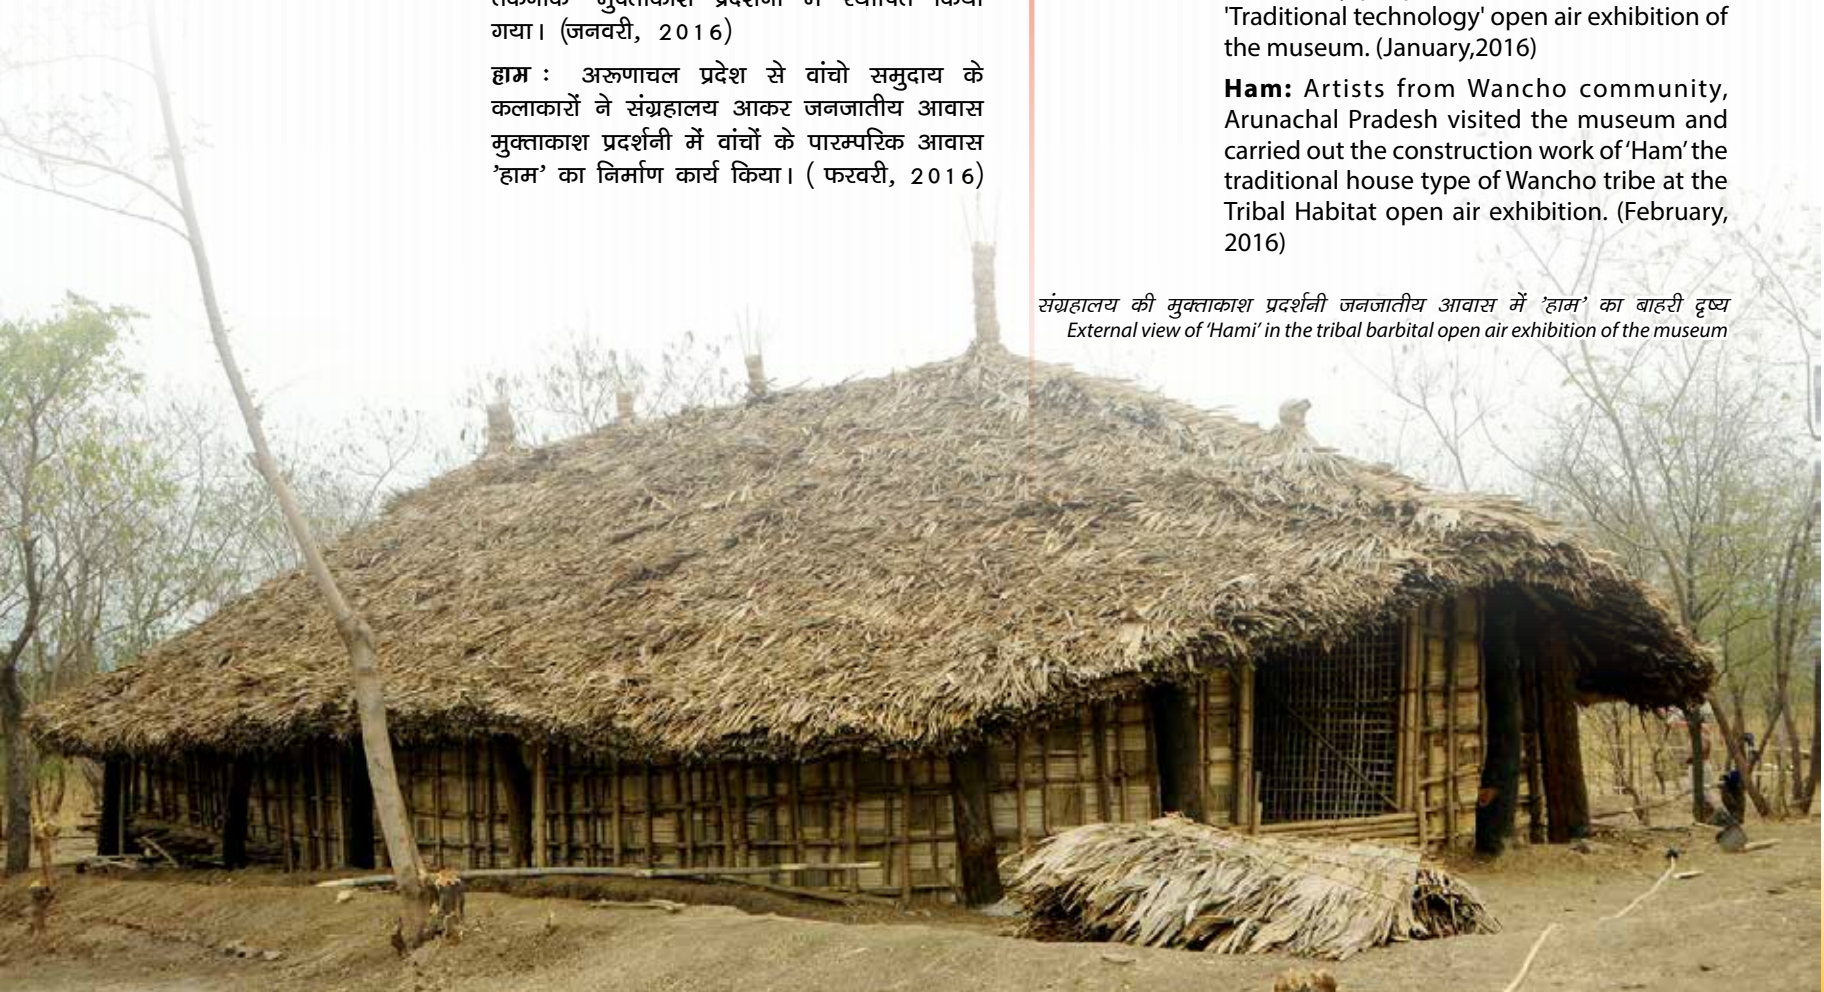 गया। (जनवरी, 2016)
हाम : अरूणाचल प्रदेश से वांचो समुदाय के
कलाकारों ने संग्रहालय आकर जनजातीय आवास
मुक्ताकाश प्रदर्शनी में वांचों के पारम्परिक आवास
’हाम’ का निर्माण कार्य किया। ( फरवरी, 2016)
'Traditional technology' open air exhibition of
the museum. (January,2016)
Ham: Artists from Wancho community,
Arunachal Pradesh visited the museum and
carried out the construction work of ‘Ham’ the
traditional house type of Wancho tribe at the
Tribal Habitat open air exhibition. (February,
2016)
संग्रहालय की मुक्ताकाश प्रदर्शनी जनजातीय आवास में ’हाम’ का बाहरी दृष्य
External view of ‘Hami’ in the tribal barbital open air exhibition of the museum